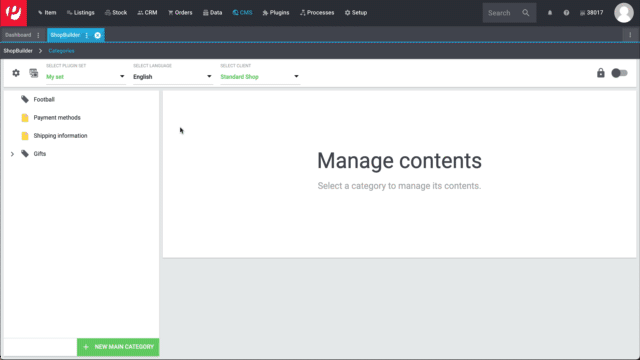 Item Listings Stock CRM Orders Data CMS Plugins Processes Setup Search 38017
Dashboard ShopBuilder
ShopBuilder Categories
SELECT PLUGIN SET SELECT LANGUAGE SELECT CLIENT
My set English Standard Shop
Football
Payment methods
Shipping information
Gifts
Manage contents
Select a category to manage its contents.
+ NEW MAIN CATEGORY